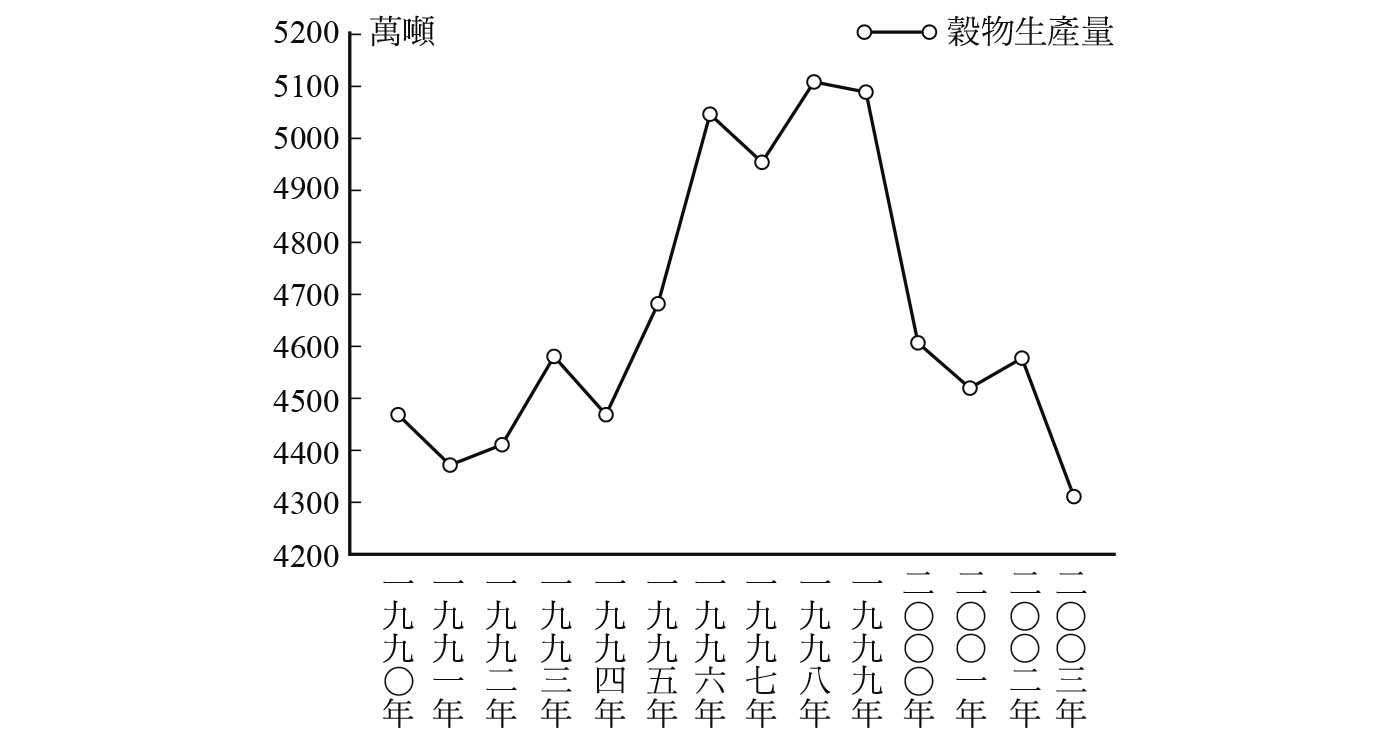 萬噸
穀物生產量
5200
5100
5000
4900
4800
4700
4600
4500
4400
4300
4200
一九九〇年
一九九一年
一九九二年
一九九三年
一九九四年
一九九五年
一九九六年
一九九七年
一九九八年
一九九九年
二〇〇〇年
二〇〇一年
二〇〇二年
二〇〇三年